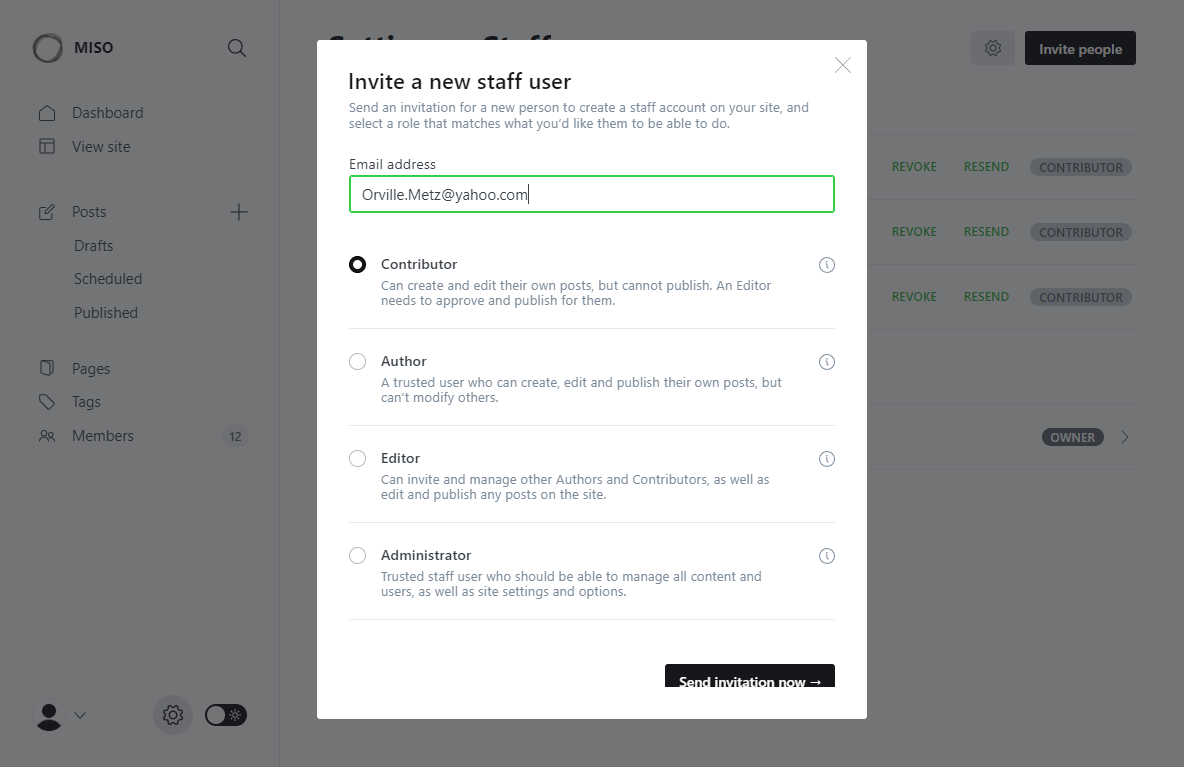 MISO
Dashboard
View site
Posts
Drafts
Scheduled
Published
Pages
Tags
Members
12
Invite people
REVOKE
RESEND
CONTRIBUTOR
REVOKE
RESEND
CONTRIBUTOR
REVOKE
RESEND
CONTRIBUTOR
OWNER
Invite a new staff user
Send an invitation for a new person to create a staff account on your site, and
select a role that matches what you’d like them to be able to do.
Email address
Orville.Metz@yahoo.com
Contributor
Can create and edit their own posts, but cannot publish. An Editor
needs to approve and publish for them.
Author
A trusted user who can create, edit and publish their own posts, but
can’t modify others.
Editor
Can invite and manage other Authors and Contributors, as well as
edit and publish any posts on the site.
Administrator
Trusted staff user who should be able to manage all content and
users, as well as site settings and options.
Send invitation now →